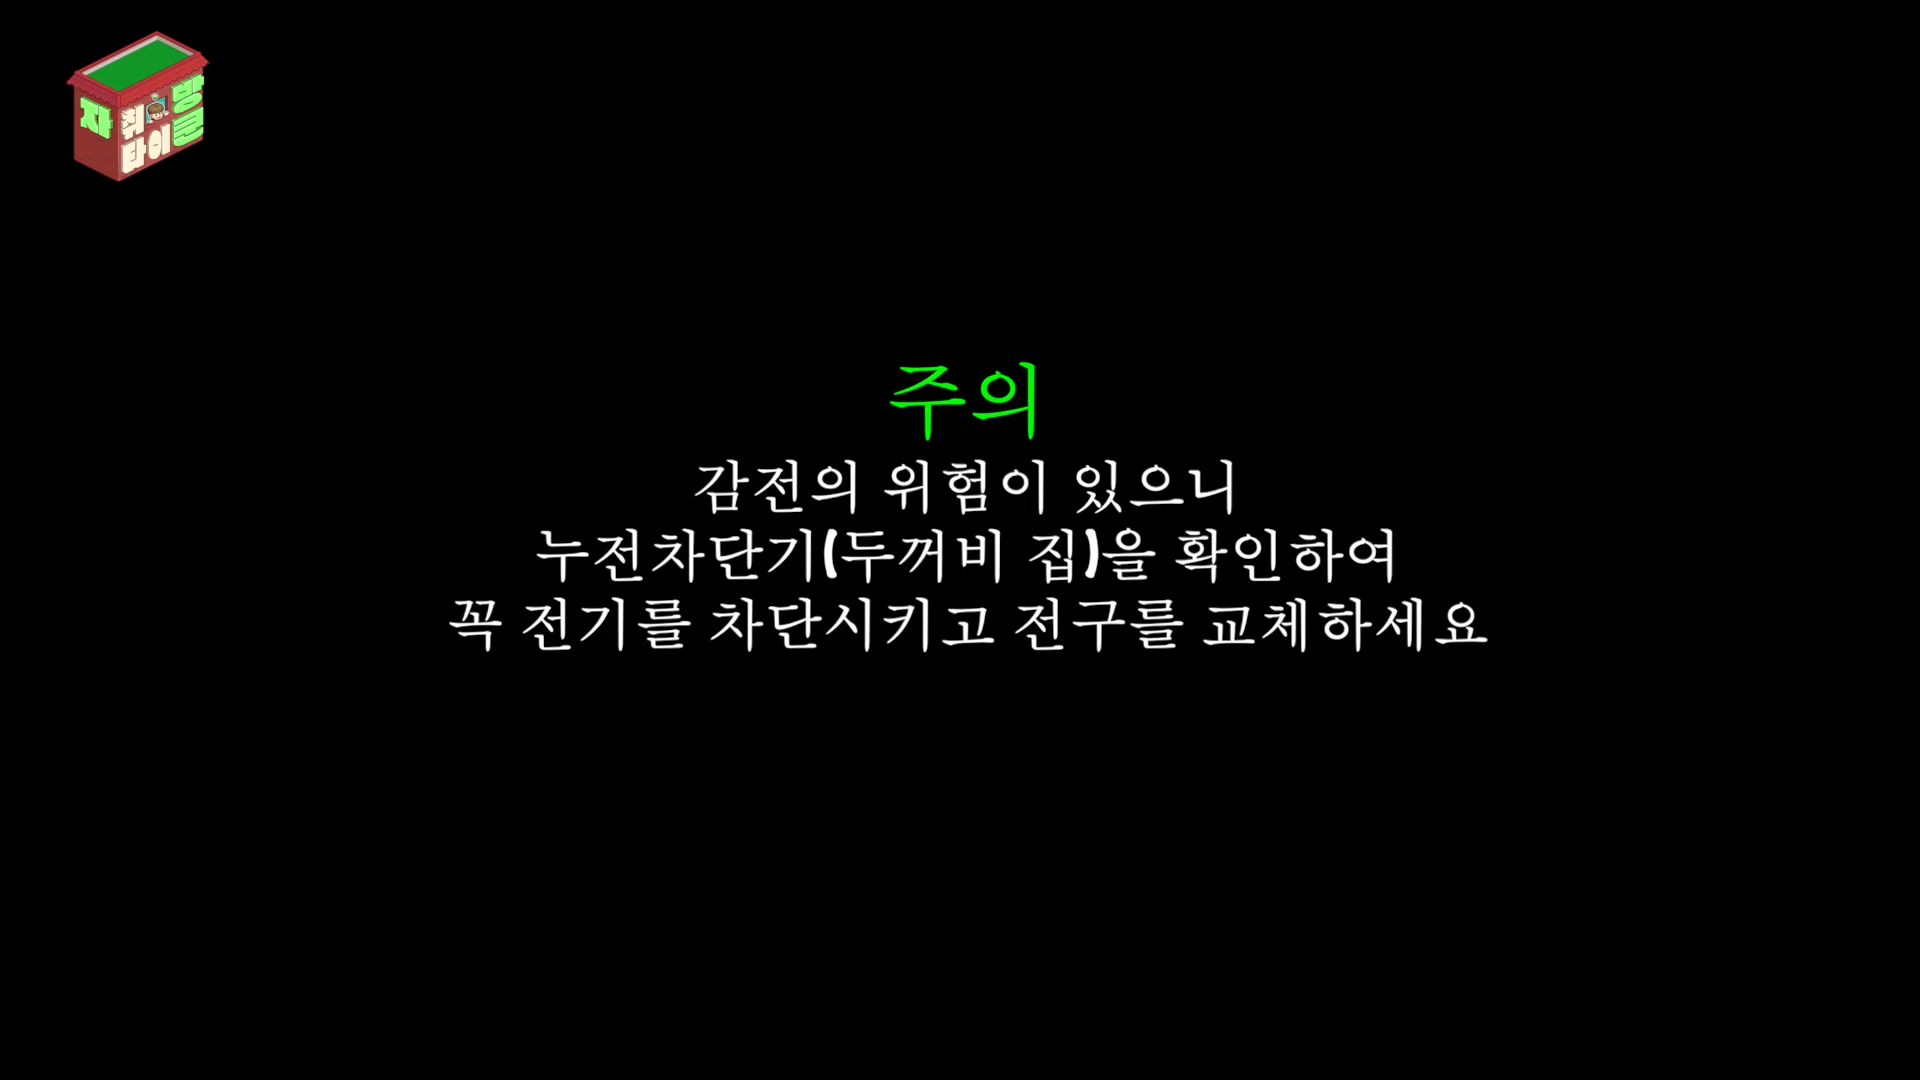 자취방
타이쿤
주의
감전의 위험이 있으니
누전차단기(두꺼비 집)을 확인하여
꼭 전기를 차단시키고 전구를 교체하세요